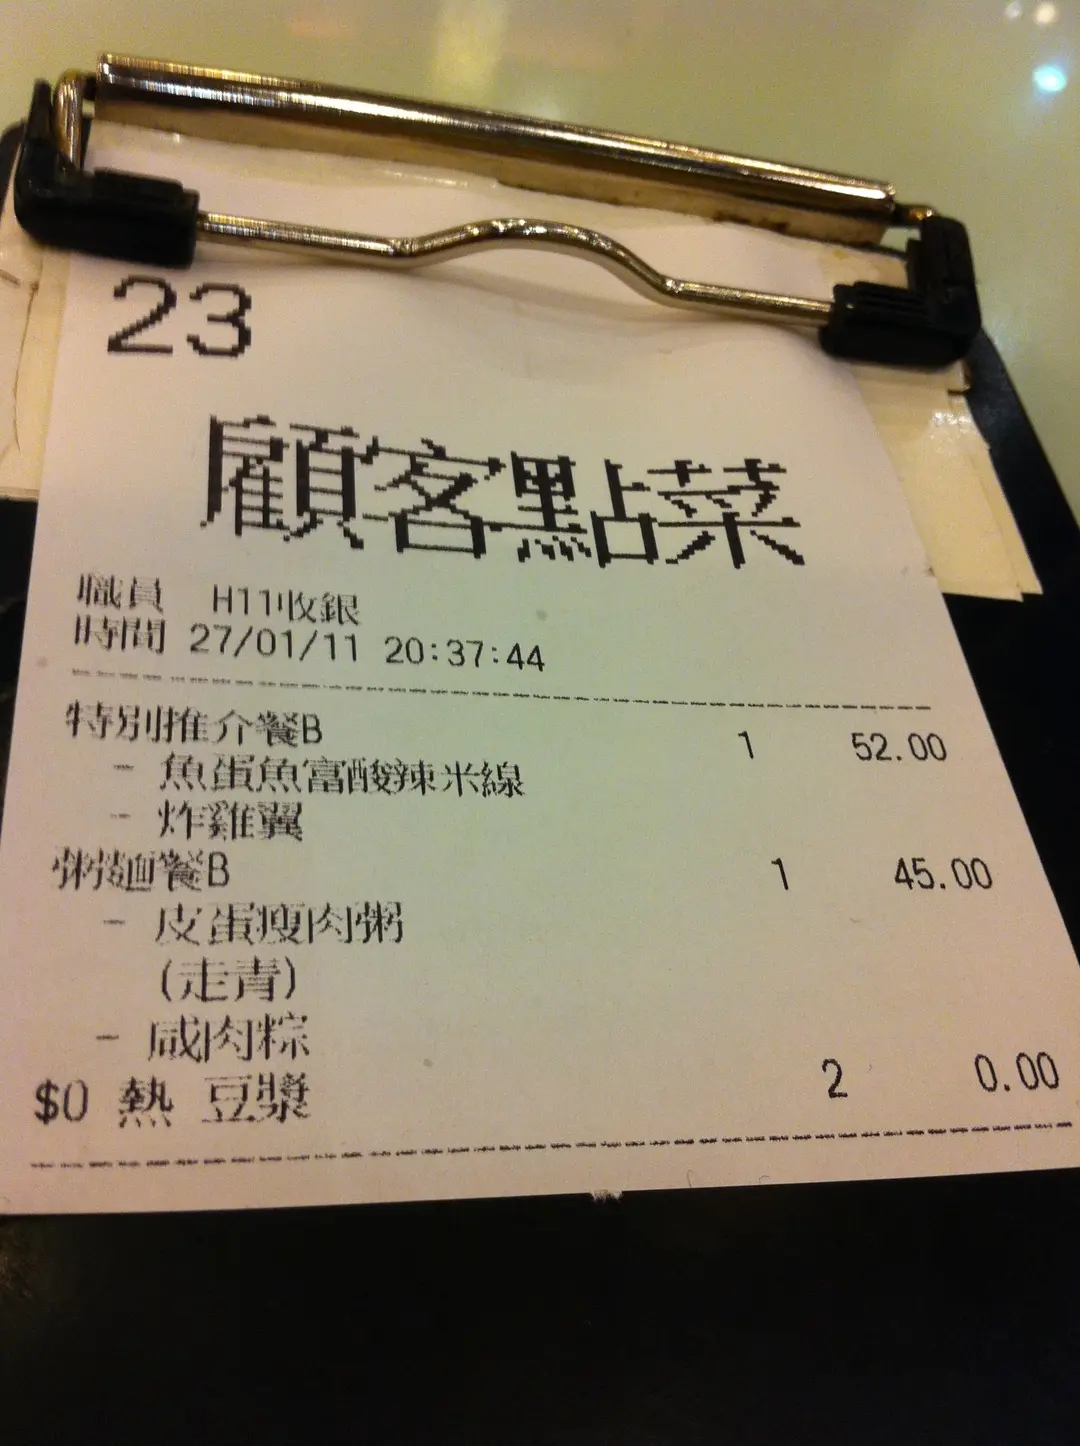 23
顧客點菜
職員 H11收銀
時間 27/01/11 20:37:44
特別推介餐B 1 52.00
- 魚蛋魚富酸辣米線
- 炸雞翼
粥麵餐B 1 45.00
- 皮蛋瘦肉粥
(走青)
- 咸肉粽
$0 熱 豆漿 2 0.00